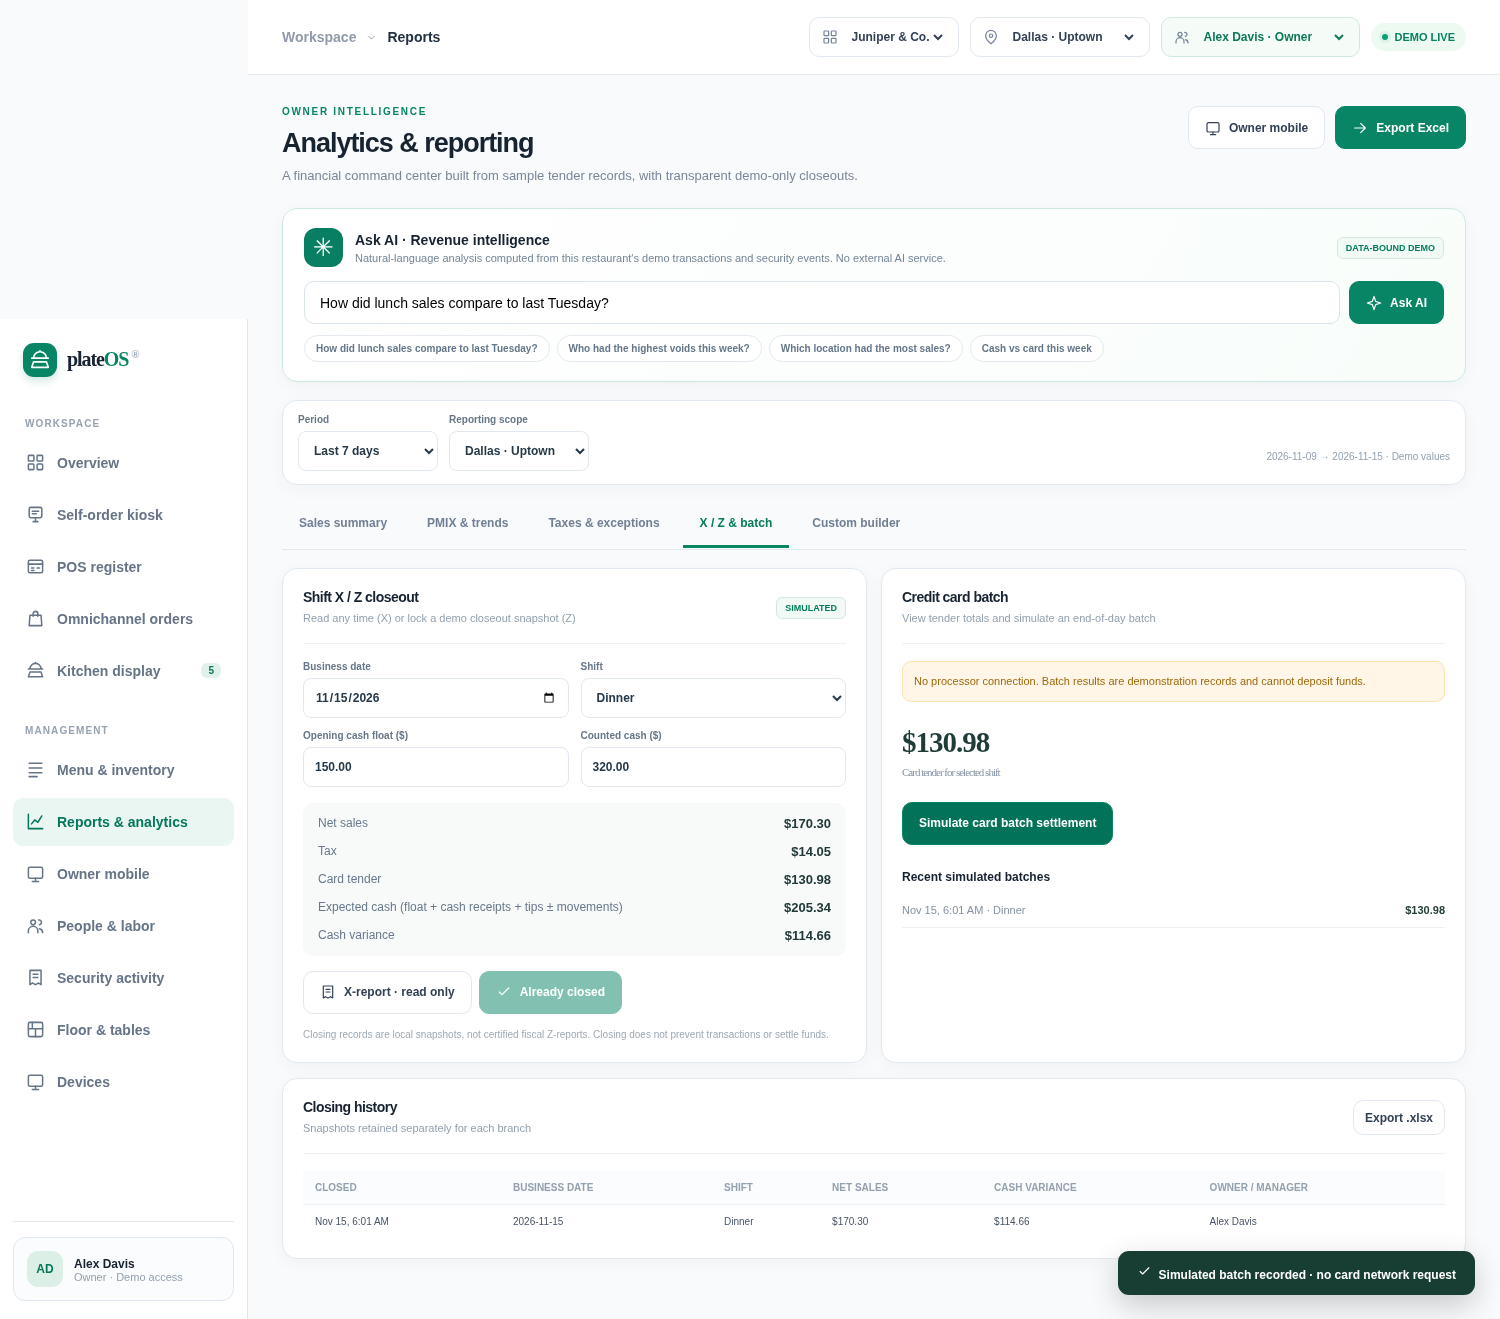 Workspace
Reports
Juniper & Co.
Dallas · Uptown
Alex Davis · Owner
DEMO LIVE
OWNER INTELLIGENCE
Analytics & reporting
A financial command center built from sample tender records, with transparent demo-only closeouts.
Owner mobile
Export Excel
Ask AI · Revenue intelligence
Natural-language analysis computed from this restaurant's demo transactions and security events. No external AI service.
DATA-BOUND DEMO
How did lunch sales compare to last Tuesday?
Ask AI
How did lunch sales compare to last Tuesday?
Who had the highest voids this week?
Which location had the most sales?
Cash vs card this week
plateOS ®
WORKSPACE
Overview
Self-order kiosk
POS register
Omnichannel orders
Kitchen display
5
MANAGEMENT
Menu & inventory
Reports & analytics
Owner mobile
People & labor
Security activity
Floor & tables
Devices
AD
Alex Davis
Owner · Demo access
Period
Reporting scope
Last 7 days
Dallas · Uptown
2026-11-09 → 2026-11-15 · Demo values
Sales summary
PMIX & trends
Taxes & exceptions
X / Z & batch
Custom builder
Shift X / Z closeout
Read any time (X) or lock a demo closeout snapshot (Z)
SIMULATED
Business date
Shift
11/15/2026
Dinner
Opening cash float ($)
Counted cash ($)
150.00
320.00
Net sales
$170.30
Tax
$14.05
Card tender
$130.98
Expected cash (float + cash receipts + tips ± movements)
$205.34
Cash variance
$114.66
X-report · read only
Already closed
Closing records are local snapshots, not certified fiscal Z-reports. Closing does not prevent transactions or settle funds.
Credit card batch
View tender totals and simulate an end-of-day batch
No processor connection. Batch results are demonstration records and cannot deposit funds.
$130.98
Card tender for selected shift
Simulate card batch settlement
Recent simulated batches
Nov 15, 6:01 AM · Dinner
$130.98
Closing history
Snapshots retained separately for each branch
Export .xlsx
CLOSED
BUSINESS DATE
SHIFT
NET SALES
CASH VARIANCE
OWNER / MANAGER
Nov 15, 6:01 AM
2026-11-15
Dinner
$170.30
$114.66
Alex Davis
Simulated batch recorded · no card network request